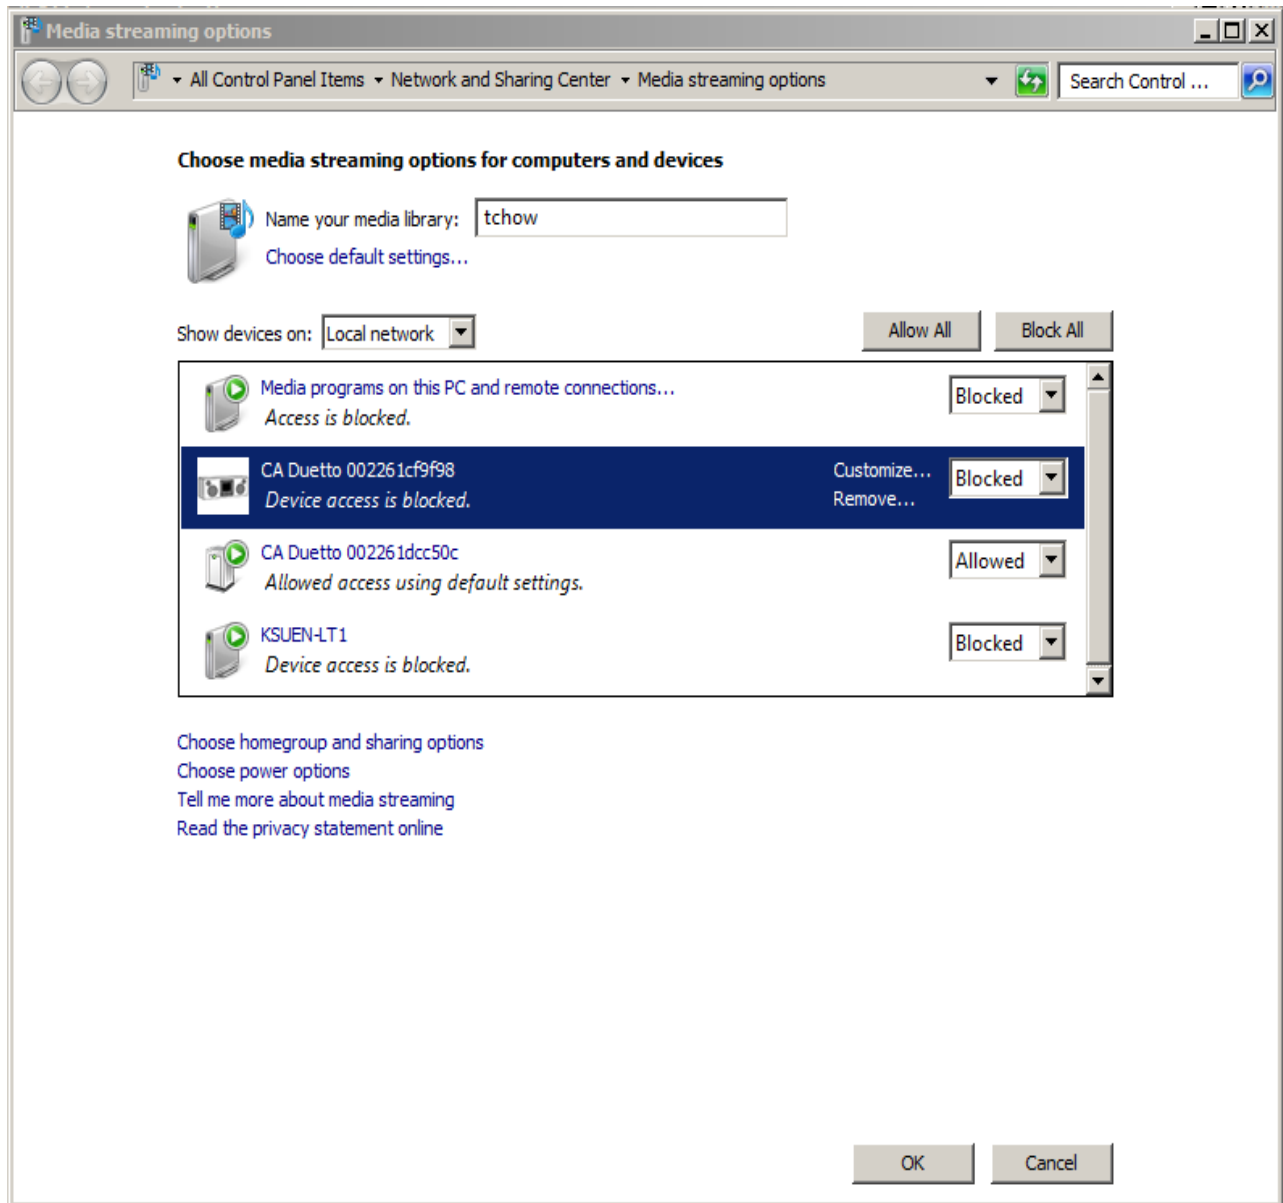 Media streaming options
All Control Panel Items Network and Sharing Center Media streaming options Search Control ...
Choose media streaming options for computers and devices
Name your media library: tchow
Choose default settings...
Show devices on: Local network Allow All Block All
Media programs on this PC and remote connections... Blocked
Access is blocked.
CA Duetto 002261cf9f98 Customize... Blocked
Device access is blocked. Remove...
CA Duetto 002261dcc50c Allowed
Allowed access using default settings.
KSUEN-LT1 Blocked
Device access is blocked.
Choose homegroup and sharing options
Choose power options
Tell me more about media streaming
Read the privacy statement online
OK Cancel